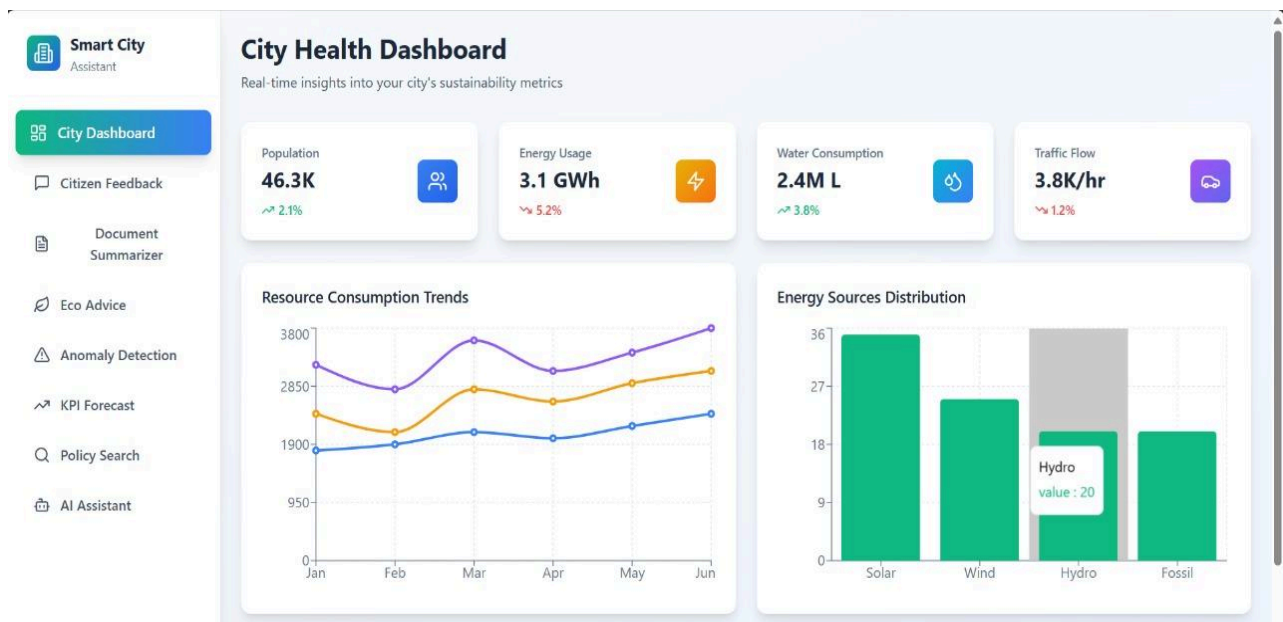 Smart City
Assistant
City Dashboard
Citizen Feedback
Document
Summarizer
Eco Advice
Anomaly Detection
KPI Forecast
Policy Search
AI Assistant
City Health Dashboard
Real-time insights into your city's sustainability metrics
Population
46.3K
2.1%
Energy Usage
3.1 GWh
5.2%
Water Consumption
2.4M L
3.8%
Traffic Flow
3.8K/hr
1.2%
Resource Consumption Trends
3800
2850
1900
950
0
Jan Feb Mar Apr May Jun
Energy Sources Distribution
36
27
18
9
0
Hydro
value : 20
Solar Wind Hydro Fossil